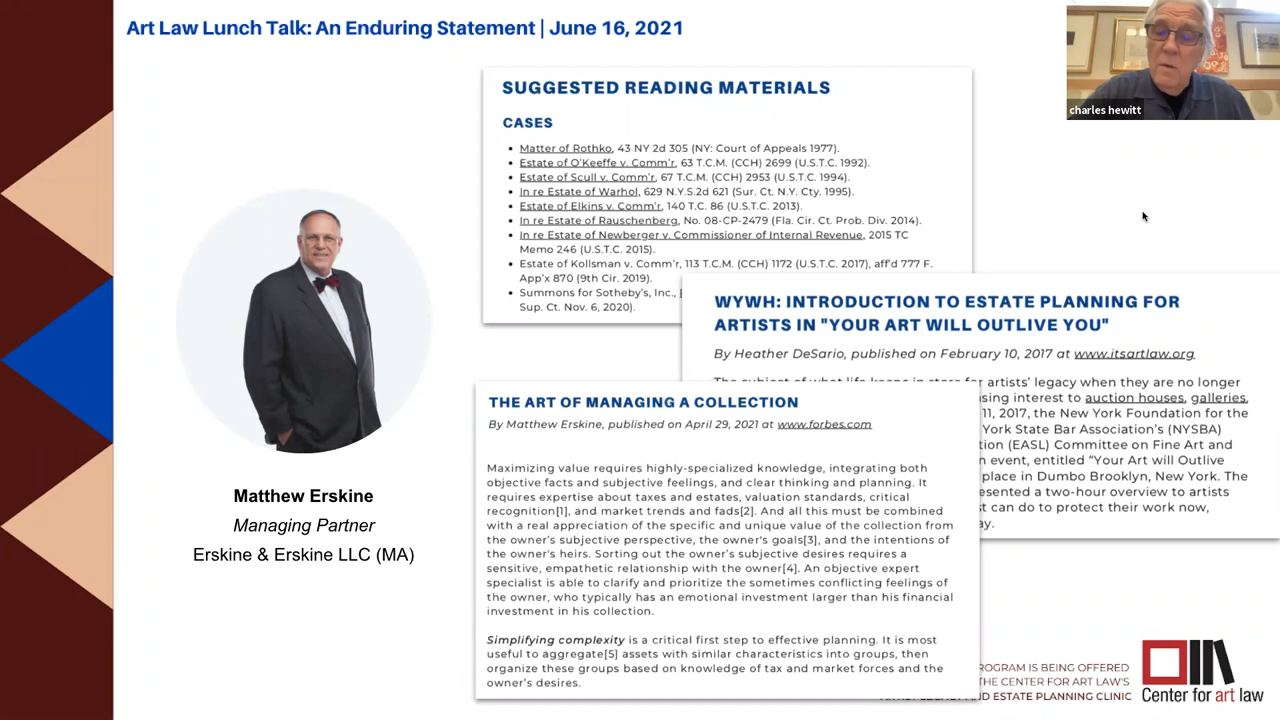 Art Law Lunch Talk: An Enduring Statement | June 16, 2021
charles hewitt
SUGGESTED READING MATERIALS
CASES
• Matter of Rothko, 43 NY 2d 305 (NY: Court of Appeals 1977).
• Estate of O'Keeffe v. Comm'r, 63 T.C.M. (CCH) 2699 (U.S.T.C. 1992).
• Estate of Scull v. Comm'r, 67 T.C.M. (CCH) 2953 (U.S.T.C. 1994).
• In re Estate of Warhol, 629 N.Y.S.2d 621 (Sur. Ct. N.Y. Cty. 1995).
• Estate of Elkins v. Comm'r, 140 T.C. 86 (U.S.T.C. 2013).
• In re Estate of Rauschenberg, No. 08-CP-2479 (Fla. Cir. Ct. Prob. Div. 2014).
• In re Estate of Newberger v. Commissioner of Internal Revenue, 2015 TC
Memo 246 (U.S.T.C. 2015).
• Estate of Kollsman v. Comm'r, 113 T.C.M. (CCH) 1172 (U.S.T.C. 2017), aff'd 777 F.
App'x 870 (9th Cir. 2019).
• Summons for Sotheby's, Inc.,
Sup. Ct. Nov. 6, 2020).
WYWH: INTRODUCTION TO ESTATE PLANNING FOR
ARTISTS IN "YOUR ART WILL OUTLIVE YOU"
By Heather DeSario, published on February 10, 2017 at www.itsartlaw.org
The subject of what life keeps in store for artists' legacy when they are no longer
sing interest to auction houses, galleries,
11, 2017, the New York Foundation for the
York State Bar Association's (NYSBA)
tion (EASL) Committee on Fine Art and
n event, entitled "Your Art will Outlive
place in Dumbo Brooklyn, New York. The
esented a two-hour overview to artists
st can do to protect their work now,
ay.
THE ART OF MANAGING A COLLECTION
By Matthew Erskine, published on April 29, 2021 at www.forbes.com
Maximizing value requires highly-specialized knowledge, integrating both
objective facts and subjective feelings, and clear thinking and planning. It
requires expertise about taxes and estates, valuation standards, critical
recognition[1], and market trends and fads[2]. And all this must be combined
with a real appreciation of the specific and unique value of the collection from
the owner's subjective perspective, the owner's goals[3], and the intentions of
the owner's heirs. Sorting out the owner's subjective desires requires a
sensitive, empathetic relationship with the owner[4]. An objective expert
specialist is able to clarify and prioritize the sometimes conflicting feelings of
the owner, who typically has an emotional investment larger than his financial
investment in his collection.
Simplifying complexity is a critical first step to effective planning. It is most
useful to aggregate[5] assets with similar characteristics into groups, then
organize these groups based on knowledge of tax and market forces and the
owner's desires.
Matthew Erskine
Managing Partner
Erskine & Erskine LLC (MA)
ROGRAM IS BEING OFFERED
THE CENTER FOR ART LAW'S
AND ESTATE PLANNING CLINIC
Center for art law